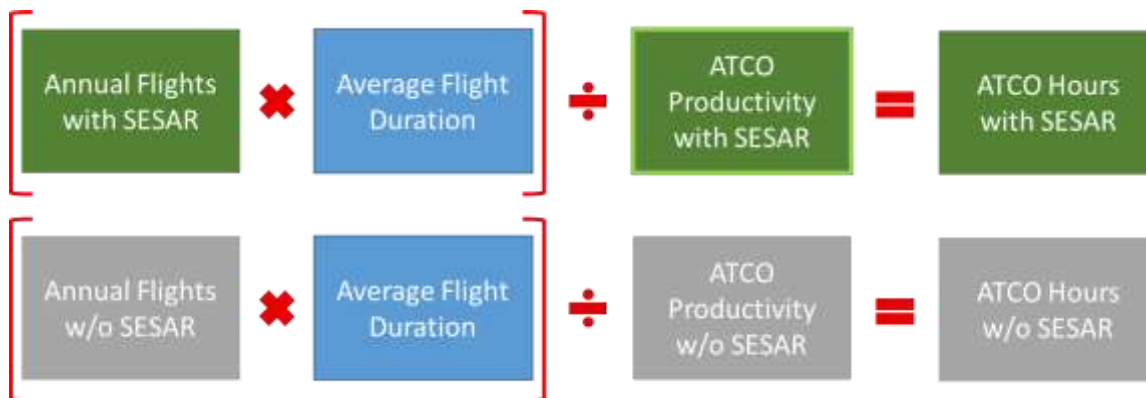 Annual Flights
with SESAR
Average Flight
Duration
ATCO
Productivity
with SESAR
ATCO Hours
with SESAR
Annual Flights
w/o SESAR
Average Flight
Duration
ATCO
Productivity
w/o SESAR
ATCO Hours
w/o SESAR